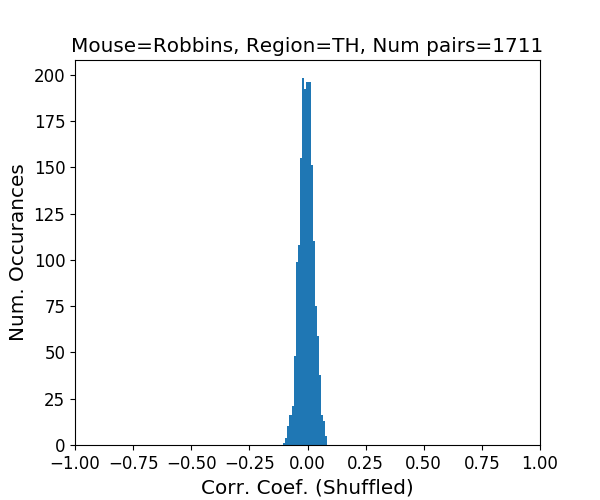 Mouse=Robbins, Region=TH, Num pairs=1711
Num. Occurances
200
175
150
125
100
75
50
25
0
−1.00 −0.75 −0.50 −0.25 0.00 0.25 0.50 0.75 1.00
Corr. Coef. (Shuffled)